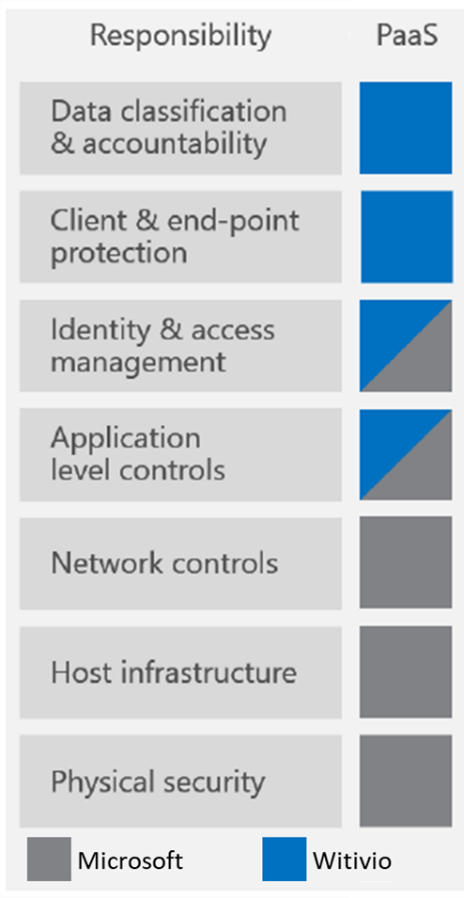 Responsibility PaaS
Data classification
& accountability
Client & end-point
protection
Identity & access
management
Application
level controls
Network controls
Host infrastructure
Physical security
Microsoft Witivio